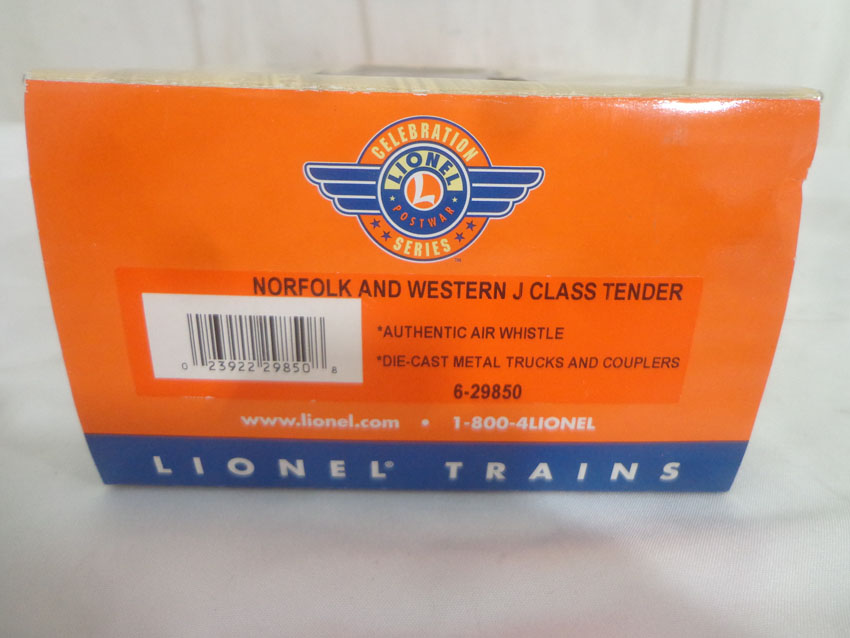 CELEBRATION
LIONEL
L
POSTWAR
SERIES
™
NORFOLK AND WESTERN J CLASS TENDER
*AUTHENTIC AIR WHISTLE
*DIE-CAST METAL TRUCKS AND COUPLERS
0 23922 29850 8
6-29850
www.lionel.com • 1-800-4LIONEL
LIONEL® TRAINS